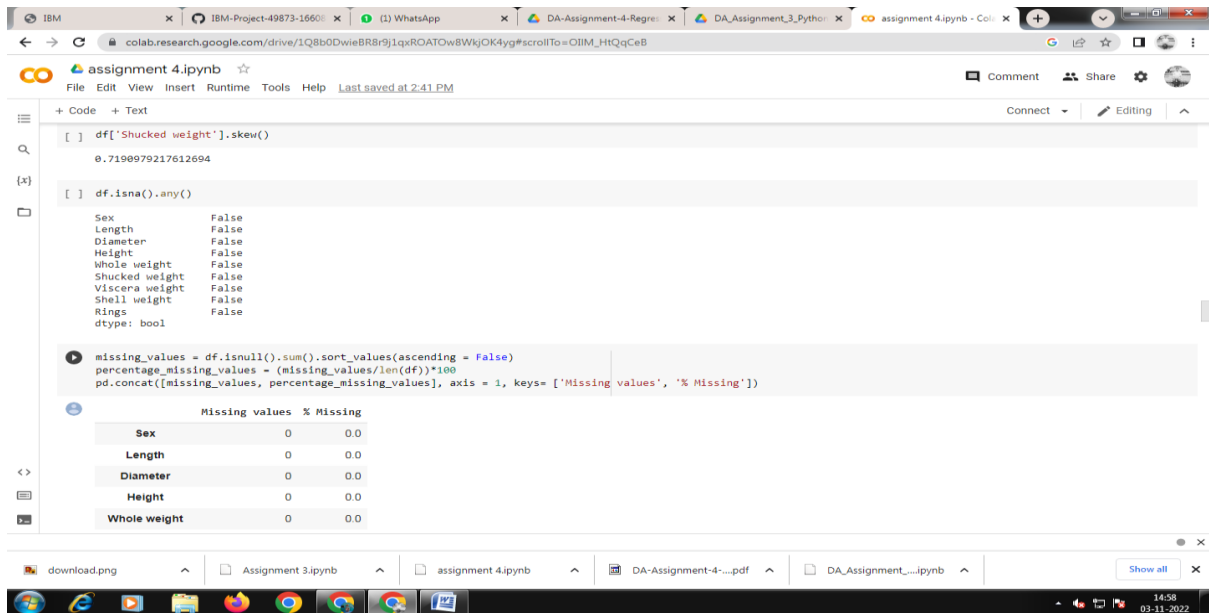 IBM
IBM-Project-49873-16608
(1) WhatsApp
DA-Assignment-4-Regres
DA_Assignment_3_Python
assignment 4.ipynb - Cola
colab.research.google.com/drive/1Q8b0DwieBR8r9j1qxROATOw8WkjOK4yg#scrollTo=OIIM_HtQqCeB
assignment 4.ipynb
Comment Share
File Edit View Insert Runtime Tools Help Last saved at 2:41 PM
+ Code + Text
Connect Editing
[ ] df['Shucked weight'].skew()
0.7190979217612694
{x}
[ ] df.isna().any()
Sex False
Length False
Diameter False
Height False
Whole weight False
Shucked weight False
Viscera weight False
Shell weight False
Rings False
dtype: bool
missing_values = df.isnull().sum().sort_values(ascending = False)
percentage_missing_values = (missing_values/len(df))*100
pd.concat([missing_values, percentage_missing_values], axis = 1, keys= ['Missing values', '% Missing'])
Missing values % Missing
Sex 0 0.0
Length 0 0.0
Diameter 0 0.0
Height 0 0.0
Whole weight 0 0.0
download.png
Assignment 3.ipynb
assignment 4.ipynb
DA-Assignment-4-....pdf
DA_Assignment_....ipynb
Show all
14:58
03-11-2022